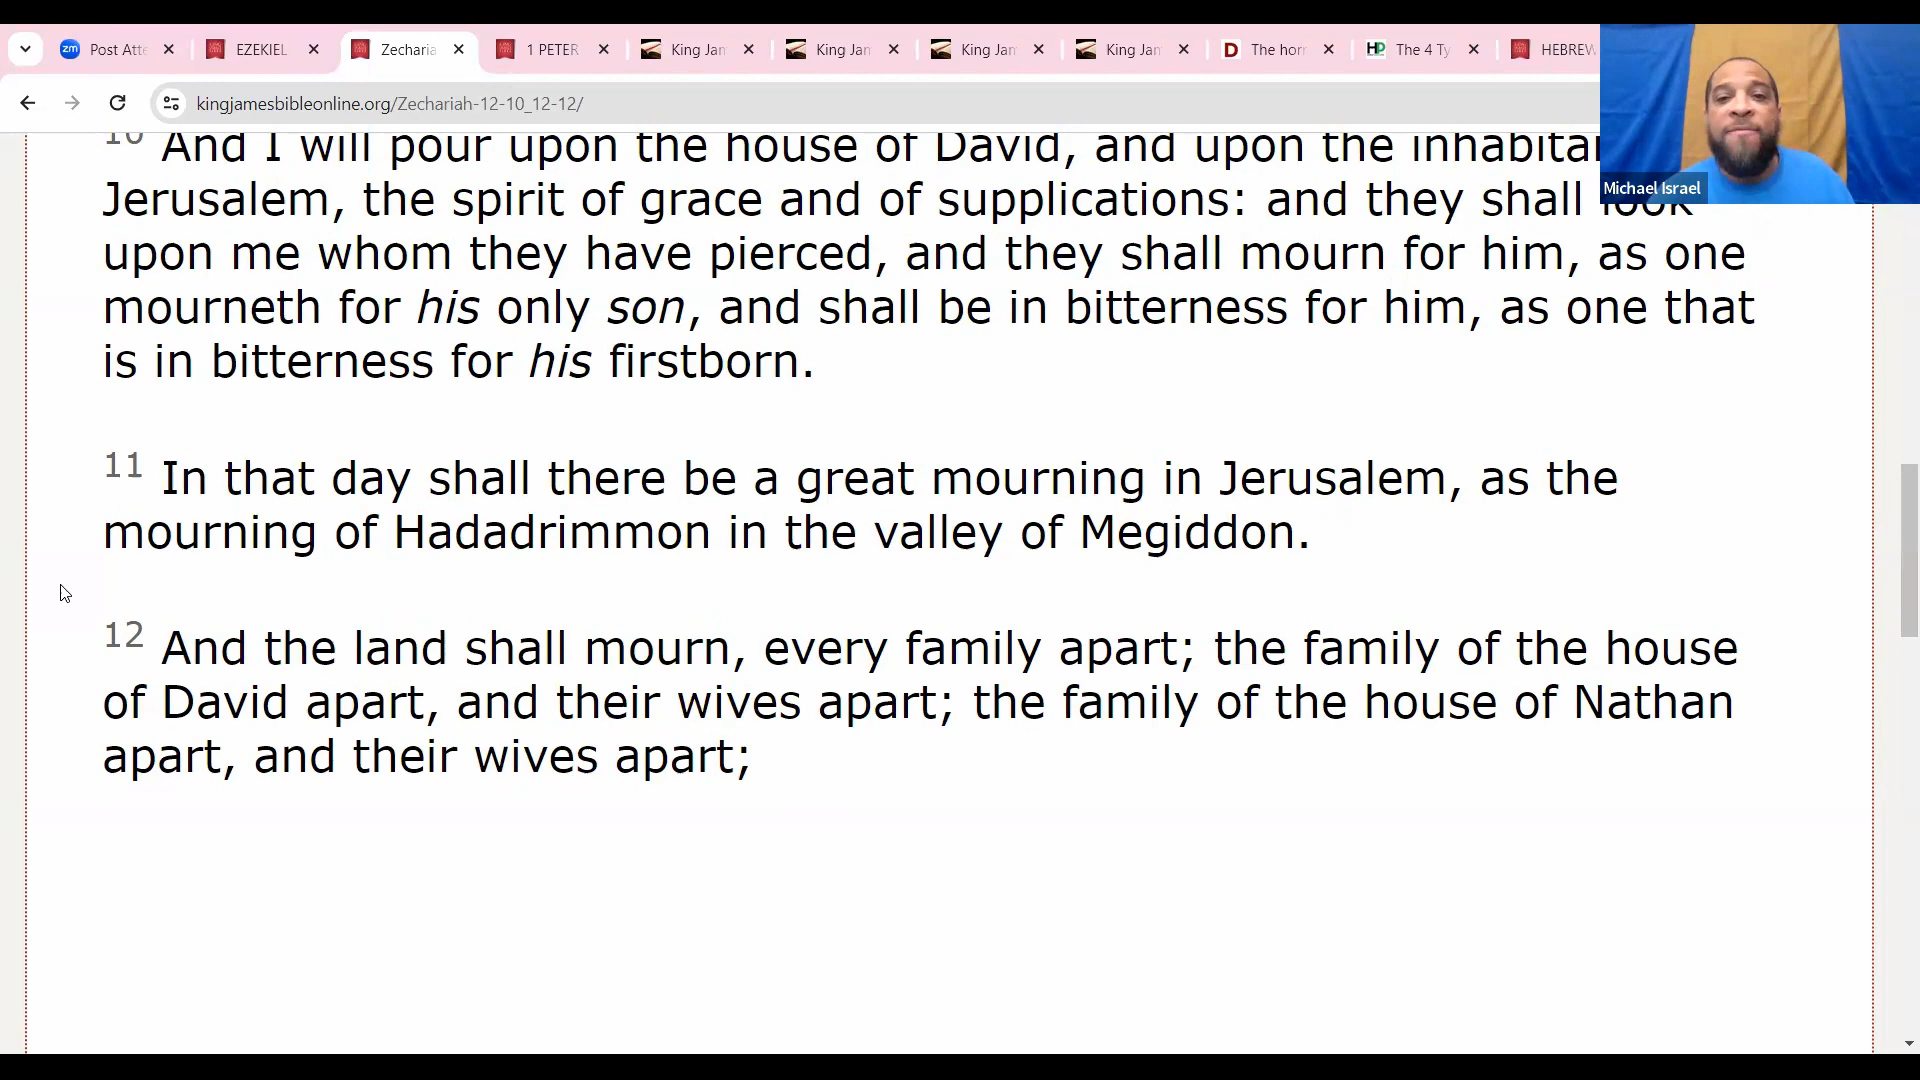 Post Atte EZEKIEL Zecharia 1 PETER King Jan King Jan King Jan King Jan The horr The 4 Ty HEBREW
kingjamesbibleonline.org/Zechariah-12-10_12-12/
10 And I will pour upon the house of David, and upon the inhabitan
Jerusalem, the spirit of grace and of supplications: and they shall look
upon me whom they have pierced, and they shall mourn for him, as one
mourneth for his only son, and shall be in bitterness for him, as one that
is in bitterness for his firstborn.
11 In that day shall there be a great mourning in Jerusalem, as the
mourning of Hadadrimmon in the valley of Megiddon.
12 And the land shall mourn, every family apart; the family of the house
of David apart, and their wives apart; the family of the house of Nathan
apart, and their wives apart;
Michael Israel
zm
D
HP